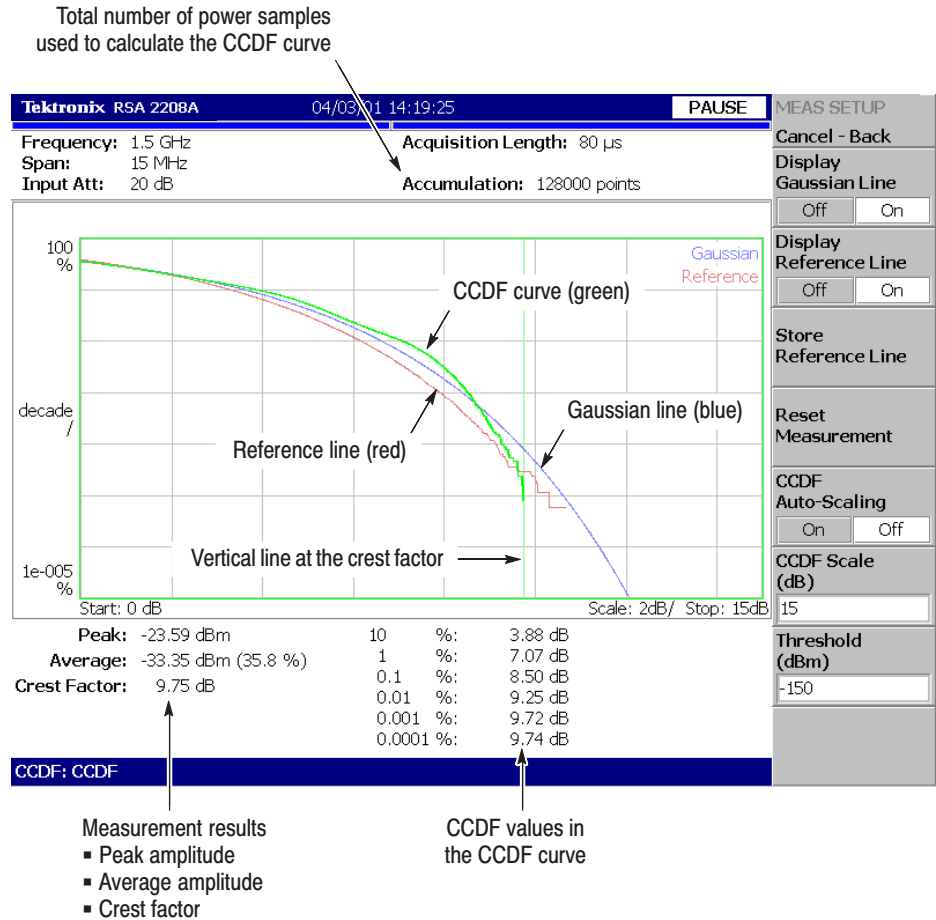 Total number of power samples
used to calculate the CCDF curve
Tektronix RSA 2208A 04/03/01 14:19:25 PAUSE
Frequency: 1.5 GHz Acquisition Length: 80 µs
Span: 15 MHz
Input Att: 20 dB Accumulation: 128000 points
100
%
decade
/
1e-005
%
Gaussian
Reference
CCDF curve (green)
Gaussian line (blue)
Reference line (red)
Vertical line at the crest factor
Start: 0 dB Scale: 2dB/ Stop: 15dB
Peak: -23.59 dBm
Average: -33.35 dBm (35.8 %)
Crest Factor: 9.75 dB
10 %: 3.88 dB
1 %: 7.07 dB
0.1 %: 8.50 dB
0.01 %: 9.25 dB
0.001 %: 9.72 dB
0.0001 %: 9.74 dB
CCDF: CCDF
MEAS SETUP
Cancel - Back
Display
Gaussian Line
Off On
Display
Reference Line
Off On
Store
Reference Line
Reset
Measurement
CCDF
Auto-Scaling
On Off
CCDF Scale
(dB)
15
Threshold
(dBm)
-150
Measurement results
▪ Peak amplitude
▪ Average amplitude
▪ Crest factor
CCDF values in
the CCDF curve